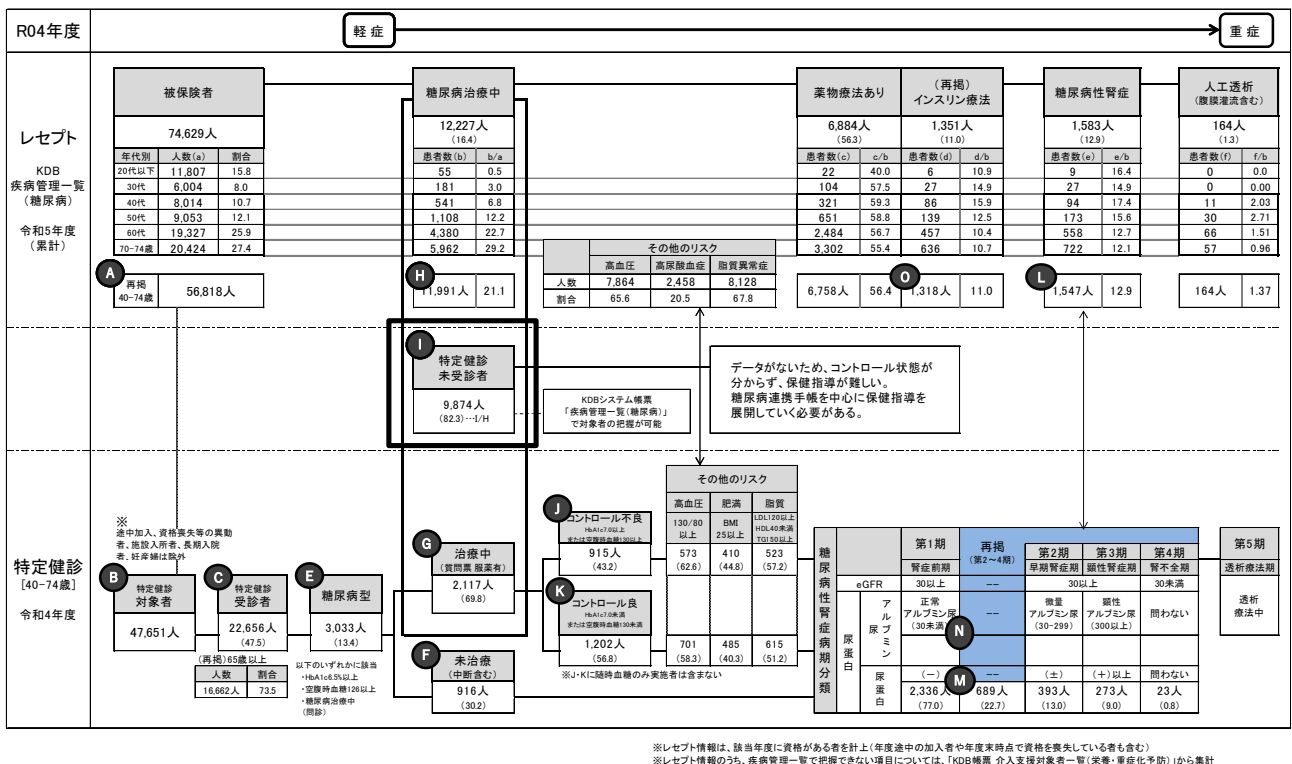 R04年度
軽症
重症
レセプト
KDB
疾病管理一覧
(糖尿病)
令和5年度
(累計)
被保険者
74,629人
年代別 人数(a) 割合
20代以下 11,807 15.8
30代 6,004 8.0
40代 8,014 10.7
50代 9,053 12.1
60代 19,327 25.9
70-74歳 20,424 27.4
A
再掲
40-74歳
56,818人
糖尿病治療中
12,227人
(16.4)
患者数(b) b/a
55 0.5
181 3.0
541 6.8
1,108 12.2
4,380 22.7
5,962 29.2
H
11,991人 21.1
その他のリスク
高血圧 高尿酸血症 脂質異常症
人数 7,864 2,458 8,128
割合 65.6 20.5 67.8
薬物療法あり
6,884人
(56.3)
患者数(c) c/b
22 40.0
104 57.5
321 59.3
651 58.8
2,484 56.7
3,302 55.4
6,758人 56.4
(再掲)
インスリン療法
1,351人
(11.0)
患者数(d) d/b
6 10.9
27 14.9
86 15.9
139 12.5
457 10.4
636 10.7
O
1,318人 11.0
糖尿病性腎症
1,583人
(12.9)
患者数(e) e/b
9 16.4
27 14.9
94 17.4
173 15.6
558 12.7
722 12.1
L
1,547人 12.9
人工透析
(腹膜灌流含む)
164人
(1.3)
患者数(f) f/b
0 0.0
0 0.00
11 2.03
30 2.71
66 1.51
57 0.96
164人 1.37
I
特定健診
未受診者
9,874人
(82.3)…I/H
KDBシステム帳票
「疾病管理一覧(糖尿病)」
で対象者の把握が可能
データがないため、コントロール状態が
分からず、保健指導が難しい。
糖尿病連携手帳を中心に保健指導を
展開していく必要がある。
特定健診
[40-74歳]
令和4年度
※
途中加入、資格喪失等の異動
者、施設入所者、長期入院
者、妊産婦は除外
B
特定健診
対象者
47,651人
C
特定健診
受診者
22,656人
(47.5)
(再掲)65歳以上
人数 割合
16,662人 73.5
E
糖尿病型
3,033人
(13.4)
以下のいずれかに該当
・HbA1c6.5%以上
・空腹時血糖126以上
・糖尿病治療中
(問診)
G
治療中
(質問票 服薬有)
2,117人
(69.8)
F
未治療
(中断含む)
916人
(30.2)
J
コントロール不良
HbA1c7.0以上
または空腹時血糖130以上
915人
(43.2)
K
コントロール良
HbA1c7.0未満
または空腹時血糖130未満
1,202人
(56.8)
※J・Kに随時血糖のみ実施者は含まない
その他のリスク
高血圧 肥満 脂質
130/80
以上
BMI
25以上
LDL120以上
HDL40未満
TG150以上
573 410 523
(62.6) (44.8) (57.2)
701 485 615
(58.3) (40.3) (51.2)
糖尿病性腎症病期分類
第1期
腎症前期
再掲
(第2~4期)
第2期
早期腎症期
第3期
顕性腎症期
第4期
腎不全期
eGFR 30以上 -- 30以上 30未満
尿蛋白
尿アルブミン
正常
アルブミン尿
(30未満)
--
微量
アルブミン尿
(30-299)
顕性
アルブミン尿
(300以上)
問わない
N
尿蛋白
(-) -- (±) (+)以上 問わない
M
2,336人 689人 393人 273人 23人
(77.0) (22.7) (13.0) (9.0) (0.8)
第5期
透析療法期
透析
療法中
※レセプト情報は、該当年度に資格がある者を計上(年度途中の加入者や年度末時点で資格を喪失している者も含む)
※レセプト情報のうち、疾病管理一覧で把握できない項目については、「KDB帳票 介入支援対象者一覧(栄養・重症化予防)」から集計